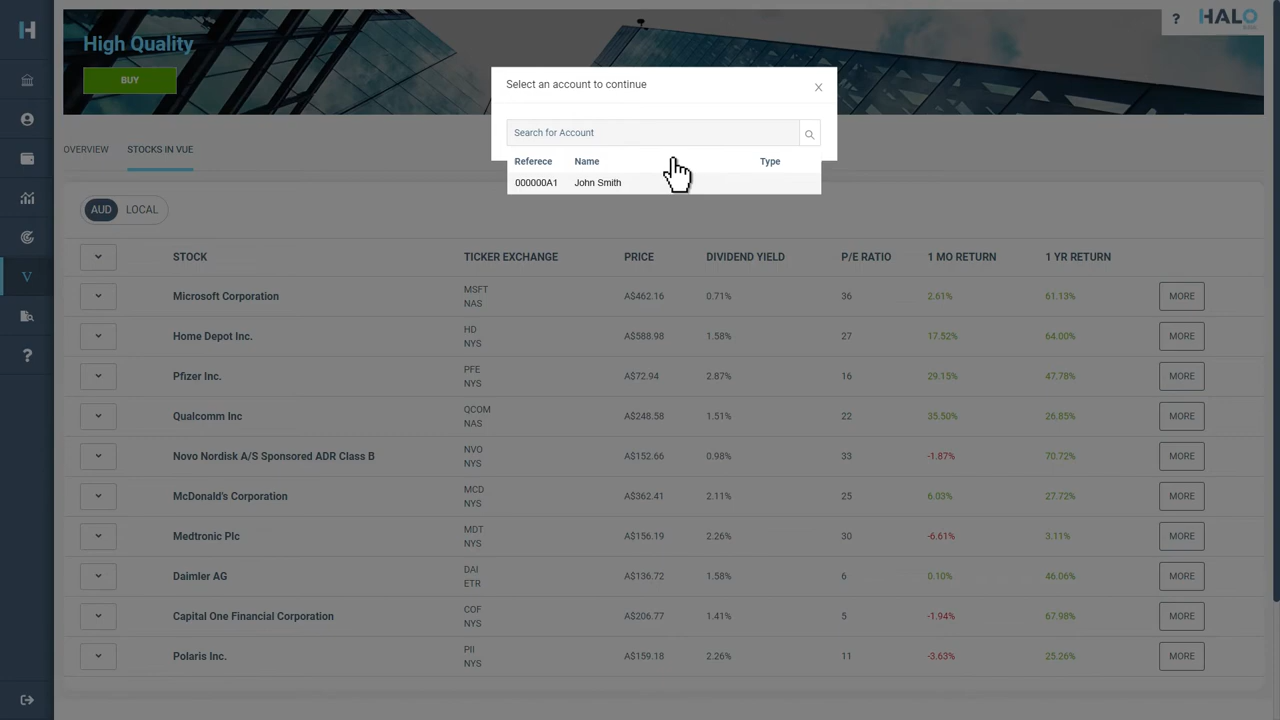 H
?
HALO
High Quality
BUY
Select an account to continue
Search for Account
Referece Name Type
000000A1 John Smith
OVERVIEW STOCKS IN VUE
AUD LOCAL
STOCK TICKER EXCHANGE PRICE DIVIDEND YIELD P/E RATIO 1 MO RETURN 1 YR RETURN
Microsoft Corporation MSFT NAS A$462.16 0.71% 36 2.61% 61.13% MORE
Home Depot Inc. HD NYS A$588.98 1.58% 27 17.52% 64.00% MORE
Pfizer Inc. PFE NYS A$72.94 2.87% 16 29.15% 47.78% MORE
Qualcomm Inc QCOM NAS A$248.58 1.51% 22 35.50% 26.85% MORE
Novo Nordisk A/S Sponsored ADR Class B NVO NYS A$152.66 0.98% 33 -1.87% 70.72% MORE
McDonald's Corporation MCD NYS A$362.41 2.11% 25 6.03% 27.72% MORE
Medtronic Plc MDT NYS A$156.19 2.26% 30 -6.61% 3.11% MORE
Daimler AG DAI ETR A$136.72 1.58% 6 0.10% 46.06% MORE
Capital One Financial Corporation COF NYS A$206.77 1.41% 5 -1.94% 67.98% MORE
Polaris Inc. PII NYS A$159.18 2.26% 11 -3.63% 25.26% MORE
V
?